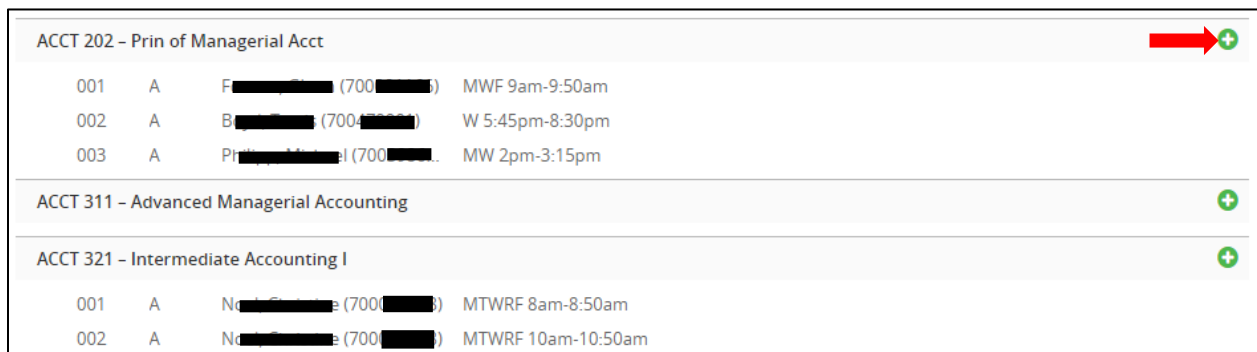 ACCT 202 – Prin of Managerial Acct
001 A MWF 9am-9:50am
002 A W 5:45pm-8:30pm
003 A MW 2pm-3:15pm
ACCT 311 – Advanced Managerial Accounting
ACCT 321 – Intermediate Accounting I
001 A MTWRF 8am-8:50am
002 A MTWRF 10am-10:50am